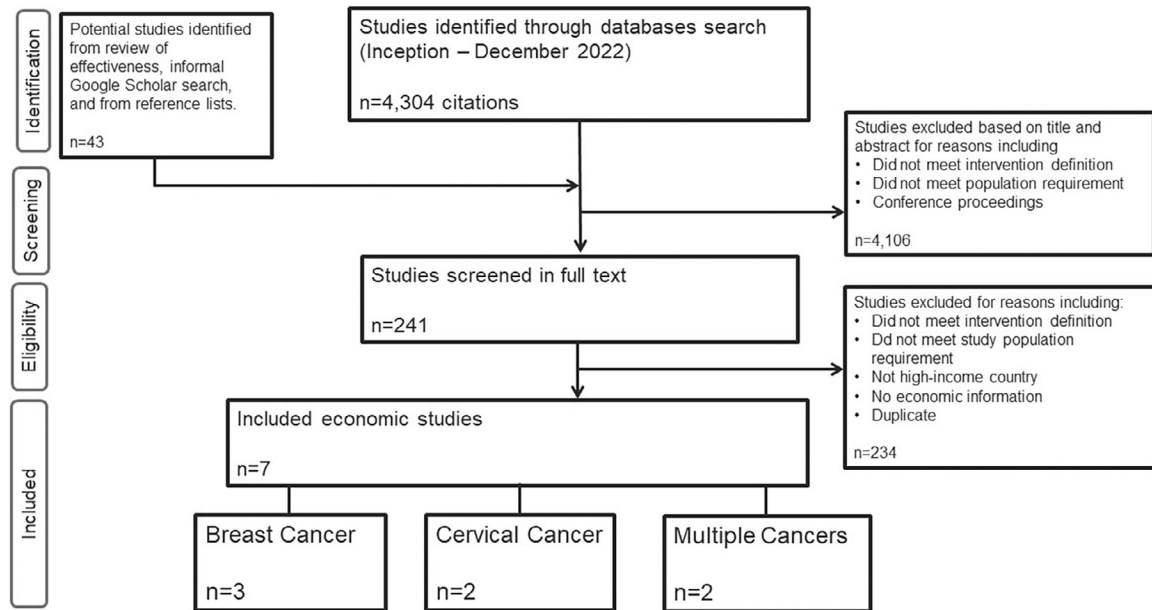 Identification
Potential studies identified
from review of
effectiveness, informal
Google Scholar search,
and from reference lists.
n=43
Studies identified through databases search
(Inception – December 2022)
n=4,304 citations
Screening
Studies excluded based on title and
abstract for reasons including
• Did not meet intervention definition
• Did not meet population requirement
• Conference proceedings
n=4,106
Studies screened in full text
n=241
Eligibility
Studies excluded for reasons including:
• Did not meet intervention definition
• Dd not meet study population
requirement
• Not high-income country
• No economic information
• Duplicate
n=234
Included
Included economic studies
n=7
Breast Cancer
n=3
Cervical Cancer
n=2
Multiple Cancers
n=2